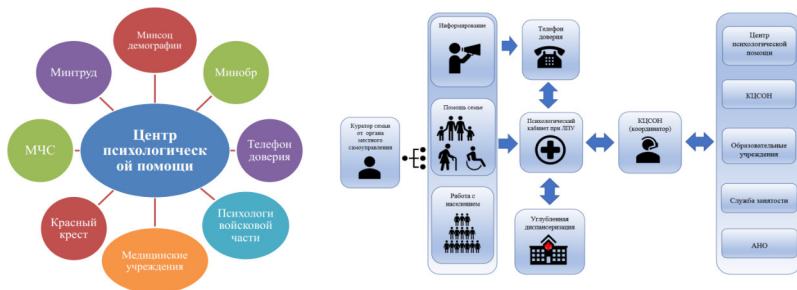 Минсоц
демографии
Минтруд
Минобр
Центр
психологическ
ой помощи
МЧС
Телефон
доверия
Красный
крест
Психологи
войсковой
части
Медицинские
учреждения
Информирование
Телефон
доверия
Куратор семьи
от органа
местного
самоуправления
Помощь семье
Психологический
кабинет при ЛПУ
КЦСОН
(координатор)
Работа с
населением
Углубленная
диспансеризация
Центр
психологической
помощи
КЦСОН
Образовательные
учреждения
Служба занятости
АНО